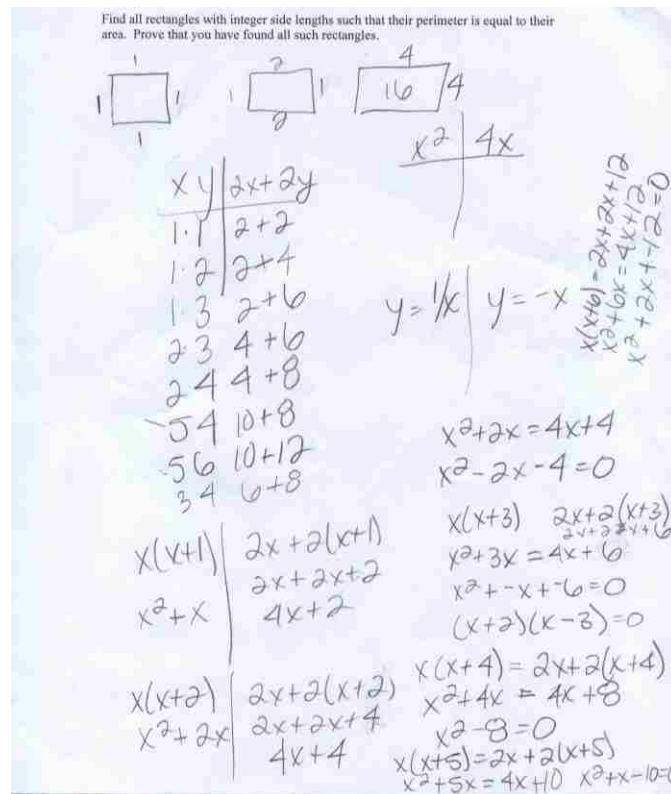 Find all rectangles with integer side lengths such that their perimeter is equal to their
area. Prove that you have found all such rectangles.
1
1 1
1
2
1 1
2
4
16 4
x² | 4x
x y | 2x+2y
1·1 | 2+2
1·2 | 2+4
1 3 2+6
2·3 4+6
2 4 4+8
54 10+8
56 10+12
34 6+8
y=1/x | y=-x
x(x+6)=2x+2x+12
x²+6x=4x+12
x²+2x+-12=0
x²+2x=4x+4
x²-2x-4=0
x(x+1) | 2x+2(x+1)
2x+2x+2
x²+x | 4x+2
x(x+3) 2x+2(x+3)
2x+2x+6
x²+3x=4x+6
x²+-x+-6=0
(x+2)(x-3)=0
x(x+2) | 2x+2(x+2)
x²+2x | 2x+2x+4
4x+4
x(x+4)=2x+2(x+4)
x²+4x=4x+8
x²-8=0
x(x+5)=2x+2(x+5)
x²+5x=4x+10 x²+x-10=0